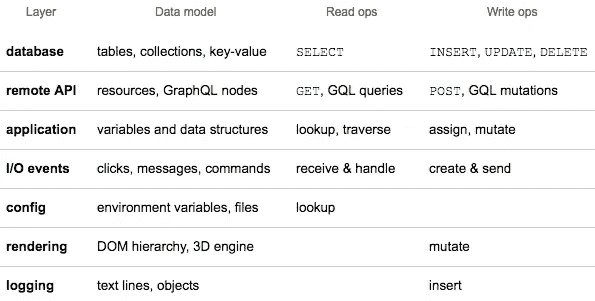 Layer Data model Read ops Write ops
database tables, collections, key-value SELECT INSERT, UPDATE, DELETE
remote API resources, GraphQL nodes GET, GQL queries POST, GQL mutations
application variables and data structures lookup, traverse assign, mutate
I/O events clicks, messages, commands receive & handle create & send
config environment variables, files lookup
rendering DOM hierarchy, 3D engine mutate
logging text lines, objects insert